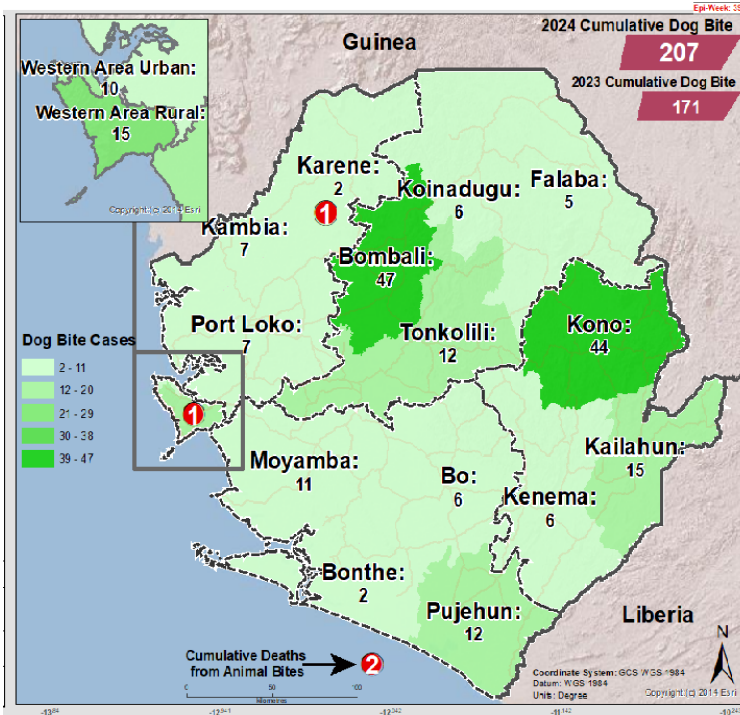 Epi-Week: 39
2024 Cumulative Dog Bite
207
2023 Cumulative Dog Bite
171
Guinea
Western Area Urban:
10
Western Area Rural:
15
Copyright:(c) 2014 Esri
Karene:
2
1
Koinadugu:
6
Falaba:
5
Kambia:
7
Bombali:
47
Port Loko:
7
Tonkolili:
12
Kono:
44
Dog Bite Cases
2 - 11
12 - 20
21 - 29
30 - 38
39 - 47
1
Moyamba:
11
Bo:
6
Kenema:
6
Kailahun:
15
Bonthe:
2
Pujehun:
12
Liberia
N
Cumulative Deaths
from Animal Bites
2
0 50 100
kilometres
Coordinate System: GCS WGS 1984
Datum: WGS 1984
Units: Degree
Copyright:(c) 2014 Esri